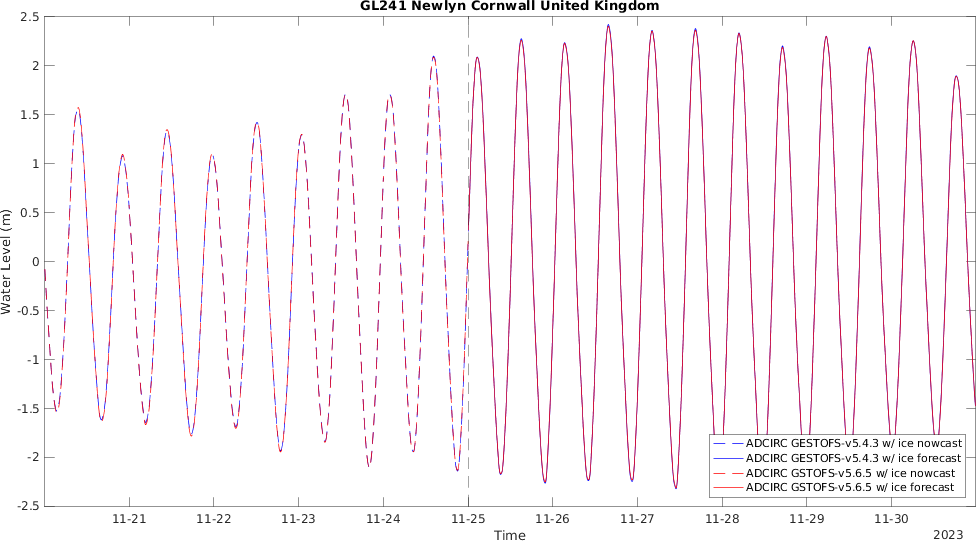 GL241 Newlyn Cornwall United Kingdom
2.5
2
1.5
1
0.5
0
-0.5
-1
-1.5
-2
-2.5
Water Level (m)
ADCIRC GESTOFS-v5.4.3 w/ ice nowcast
ADCIRC GESTOFS-v5.4.3 w/ ice forecast
ADCIRC GSTOFS-v5.6.5 w/ ice nowcast
ADCIRC GSTOFS-v5.6.5 w/ ice forecast
11-21 11-22 11-23 11-24 11-25 11-26 11-27 11-28 11-29 11-30
Time
2023